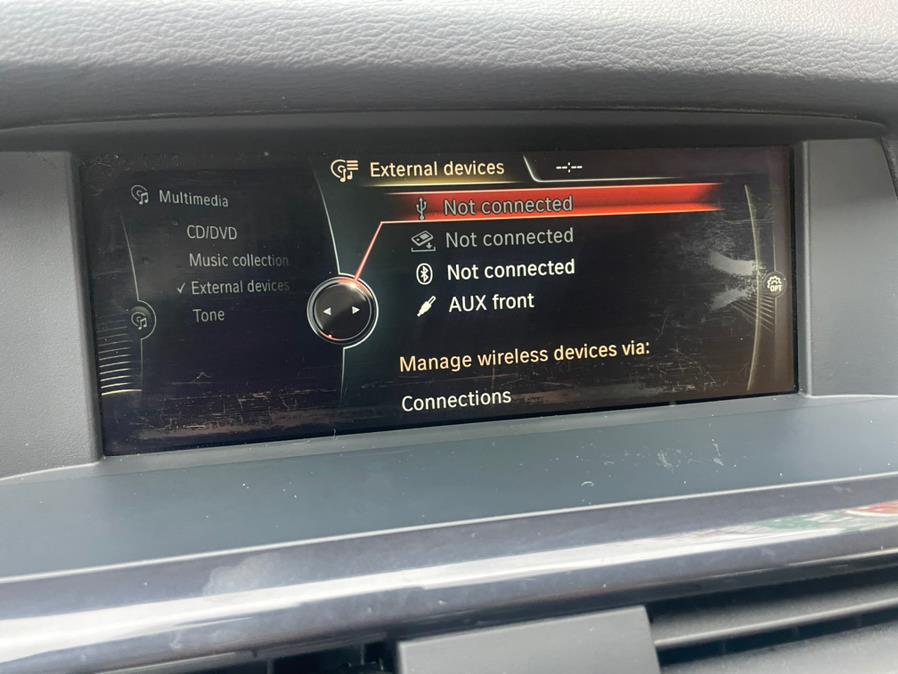 Multimedia
CD/DVD
Music collection
✓ External devices
Tone
External devices
--:--
Not connected
Not connected
Not connected
AUX front
Manage wireless devices via:
Connections
OPT